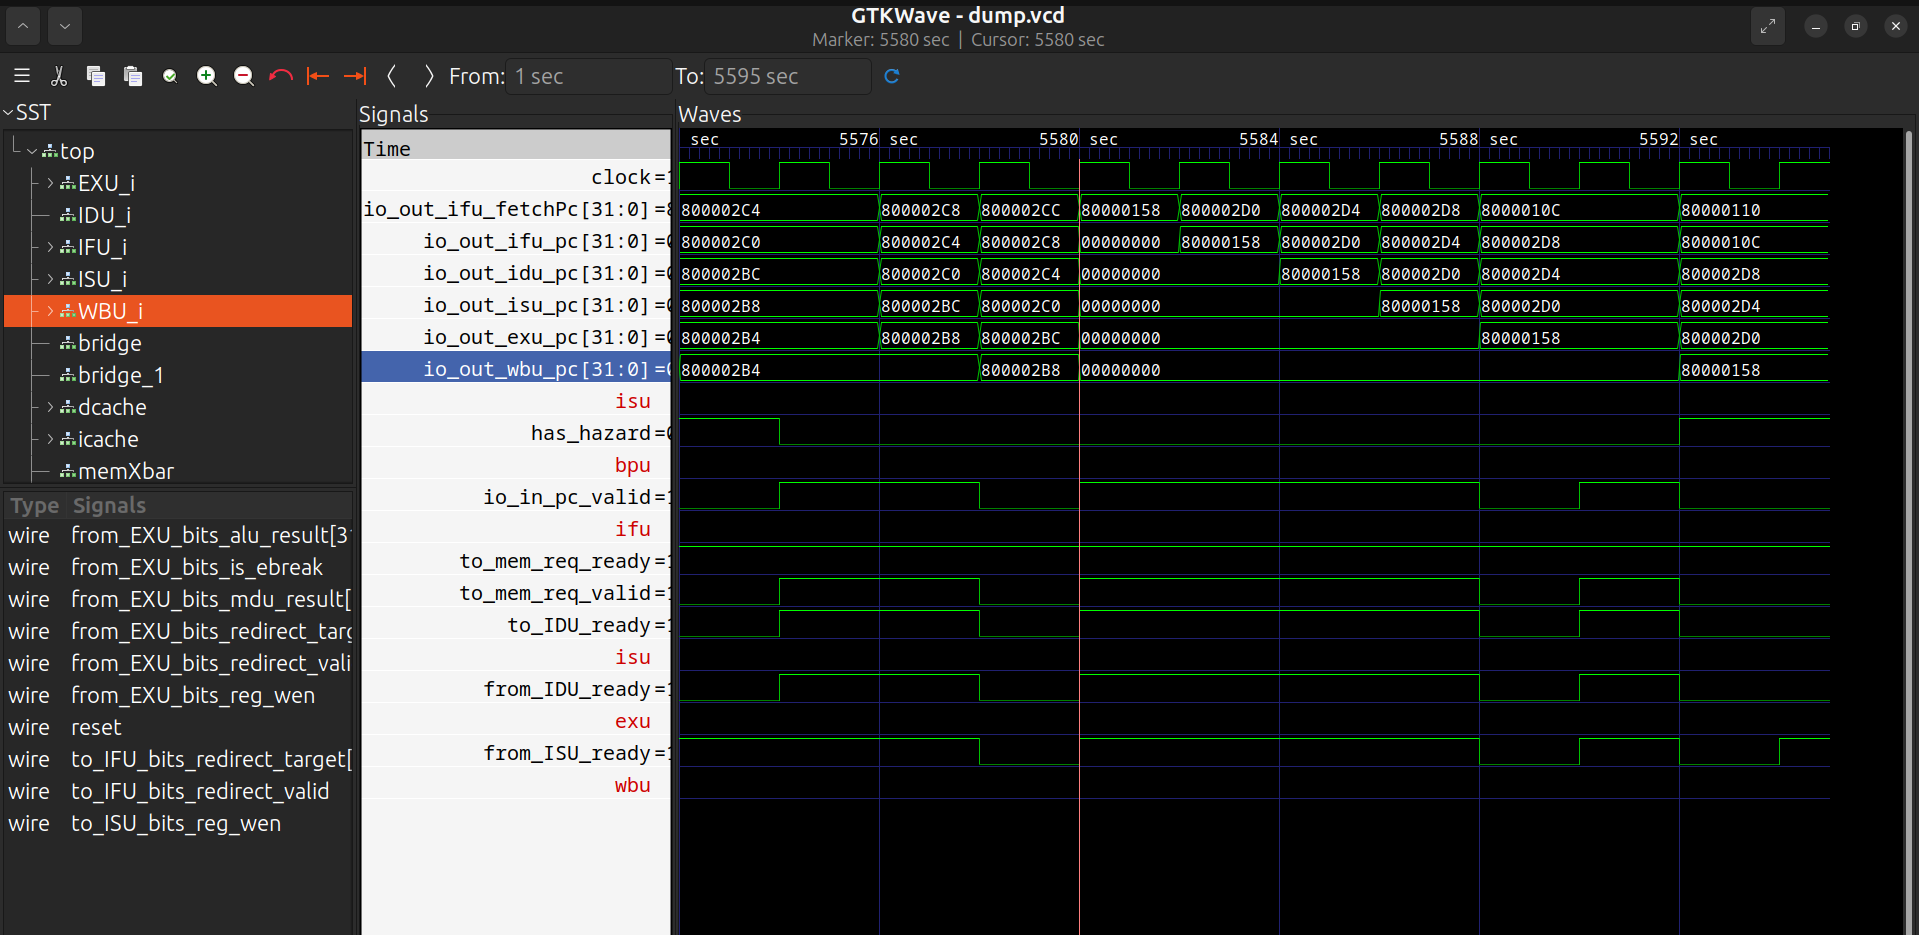 GTKWave - dump.vcd
Marker: 5580 sec | Cursor: 5580 sec
From: 1 sec To: 5595 sec
SST
top
EXU_i
IDU_i
IFU_i
ISU_i
WBU_i
bridge
bridge_1
dcache
icache
memXbar
Type Signals
wire from_EXU_bits_alu_result[31
wire from_EXU_bits_is_ebreak
wire from_EXU_bits_mdu_result[
wire from_EXU_bits_redirect_targ
wire from_EXU_bits_redirect_vali
wire from_EXU_bits_reg_wen
wire reset
wire to_IFU_bits_redirect_target[
wire to_IFU_bits_redirect_valid
wire to_ISU_bits_reg_wen
Signals
Time
clock=1
io_out_ifu_fetchPc[31:0]=8
io_out_ifu_pc[31:0]=0
io_out_idu_pc[31:0]=0
io_out_isu_pc[31:0]=0
io_out_exu_pc[31:0]=0
io_out_wbu_pc[31:0]=0
isu
has_hazard=0
bpu
io_in_pc_valid=1
ifu
to_mem_req_ready=1
to_mem_req_valid=1
to_IDU_ready=1
isu
from_IDU_ready=1
exu
from_ISU_ready=1
wbu
Waves
sec 5576 sec 5580 sec 5584 sec 5588 sec 5592 sec
800002C4 800002C8 800002CC 80000158 800002D0 800002D4 800002D8 8000010C 80000110
800002C0 800002C4 800002C8 00000000 80000158 800002D0 800002D4 800002D8 8000010C
800002BC 800002C0 800002C4 00000000 80000158 800002D0 800002D4 800002D8
800002B8 800002BC 800002C0 00000000 80000158 800002D0 800002D4
800002B4 800002B8 800002BC 00000000 80000158 800002D0
800002B4 800002B8 00000000 80000158